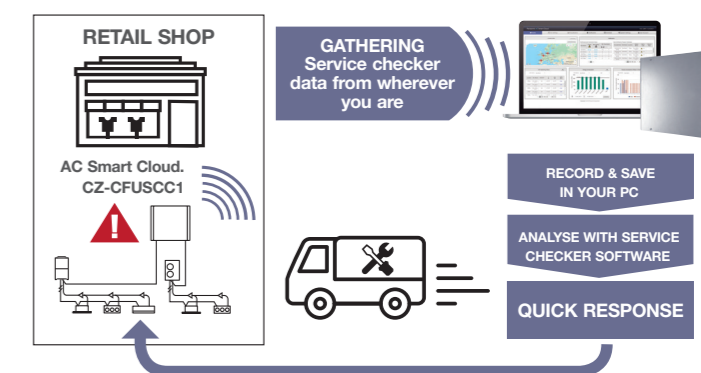 RETAIL SHOP
AC Smart Cloud.
CZ-CFUSCC1
GATHERING
Service checker
data from wherever
you are
RECORD & SAVE
IN YOUR PC
ANALYSE WITH SERVICE
CHECKER SOFTWARE
QUICK RESPONSE